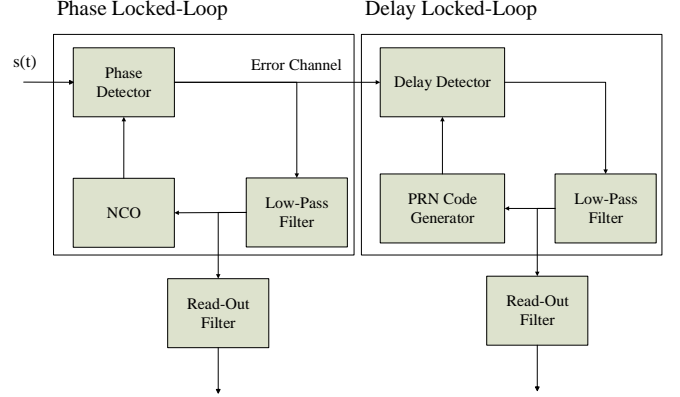 Phase Locked-Loop
Delay Locked-Loop
s(t)
Phase
Detector
Error Channel
Delay Detector
NCO
Low-Pass
Filter
PRN Code
Generator
Low-Pass
Filter
Read-Out
Filter
Read-Out
Filter